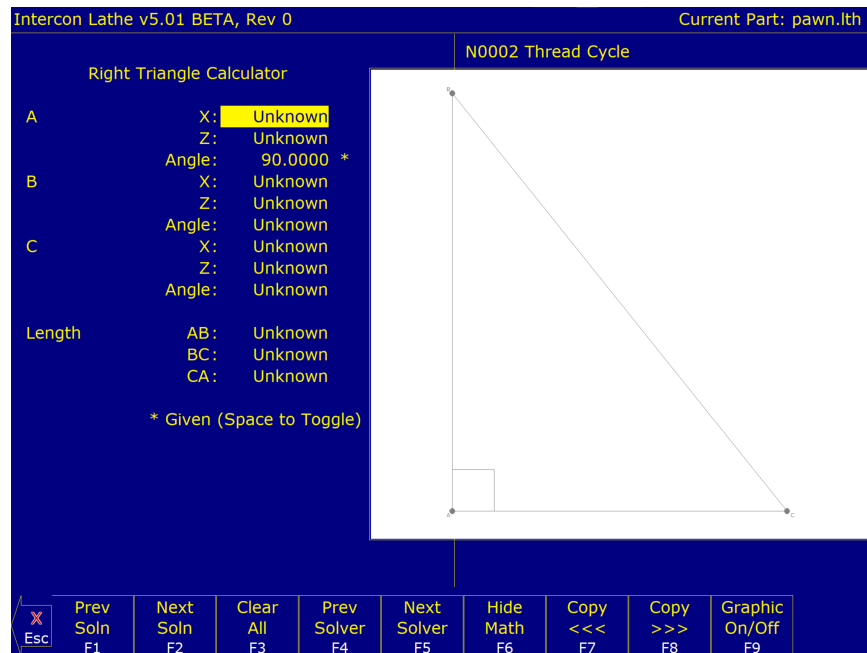 Intercon Lathe v5.01 BETA, Rev 0 Current Part: pawn.lth
N0002 Thread Cycle
Right Triangle Calculator
A X: Unknown
Z: Unknown
Angle: 90.0000 *
B X: Unknown
Z: Unknown
Angle: Unknown
C X: Unknown
Z: Unknown
Angle: Unknown
Length AB: Unknown
BC: Unknown
CA: Unknown
* Given (Space to Toggle)
B
A C
X Esc
Prev Soln F1
Next Soln F2
Clear All F3
Prev Solver F4
Next Solver F5
Hide Math F6
Copy <<< F7
Copy >>> F8
Graphic On/Off F9